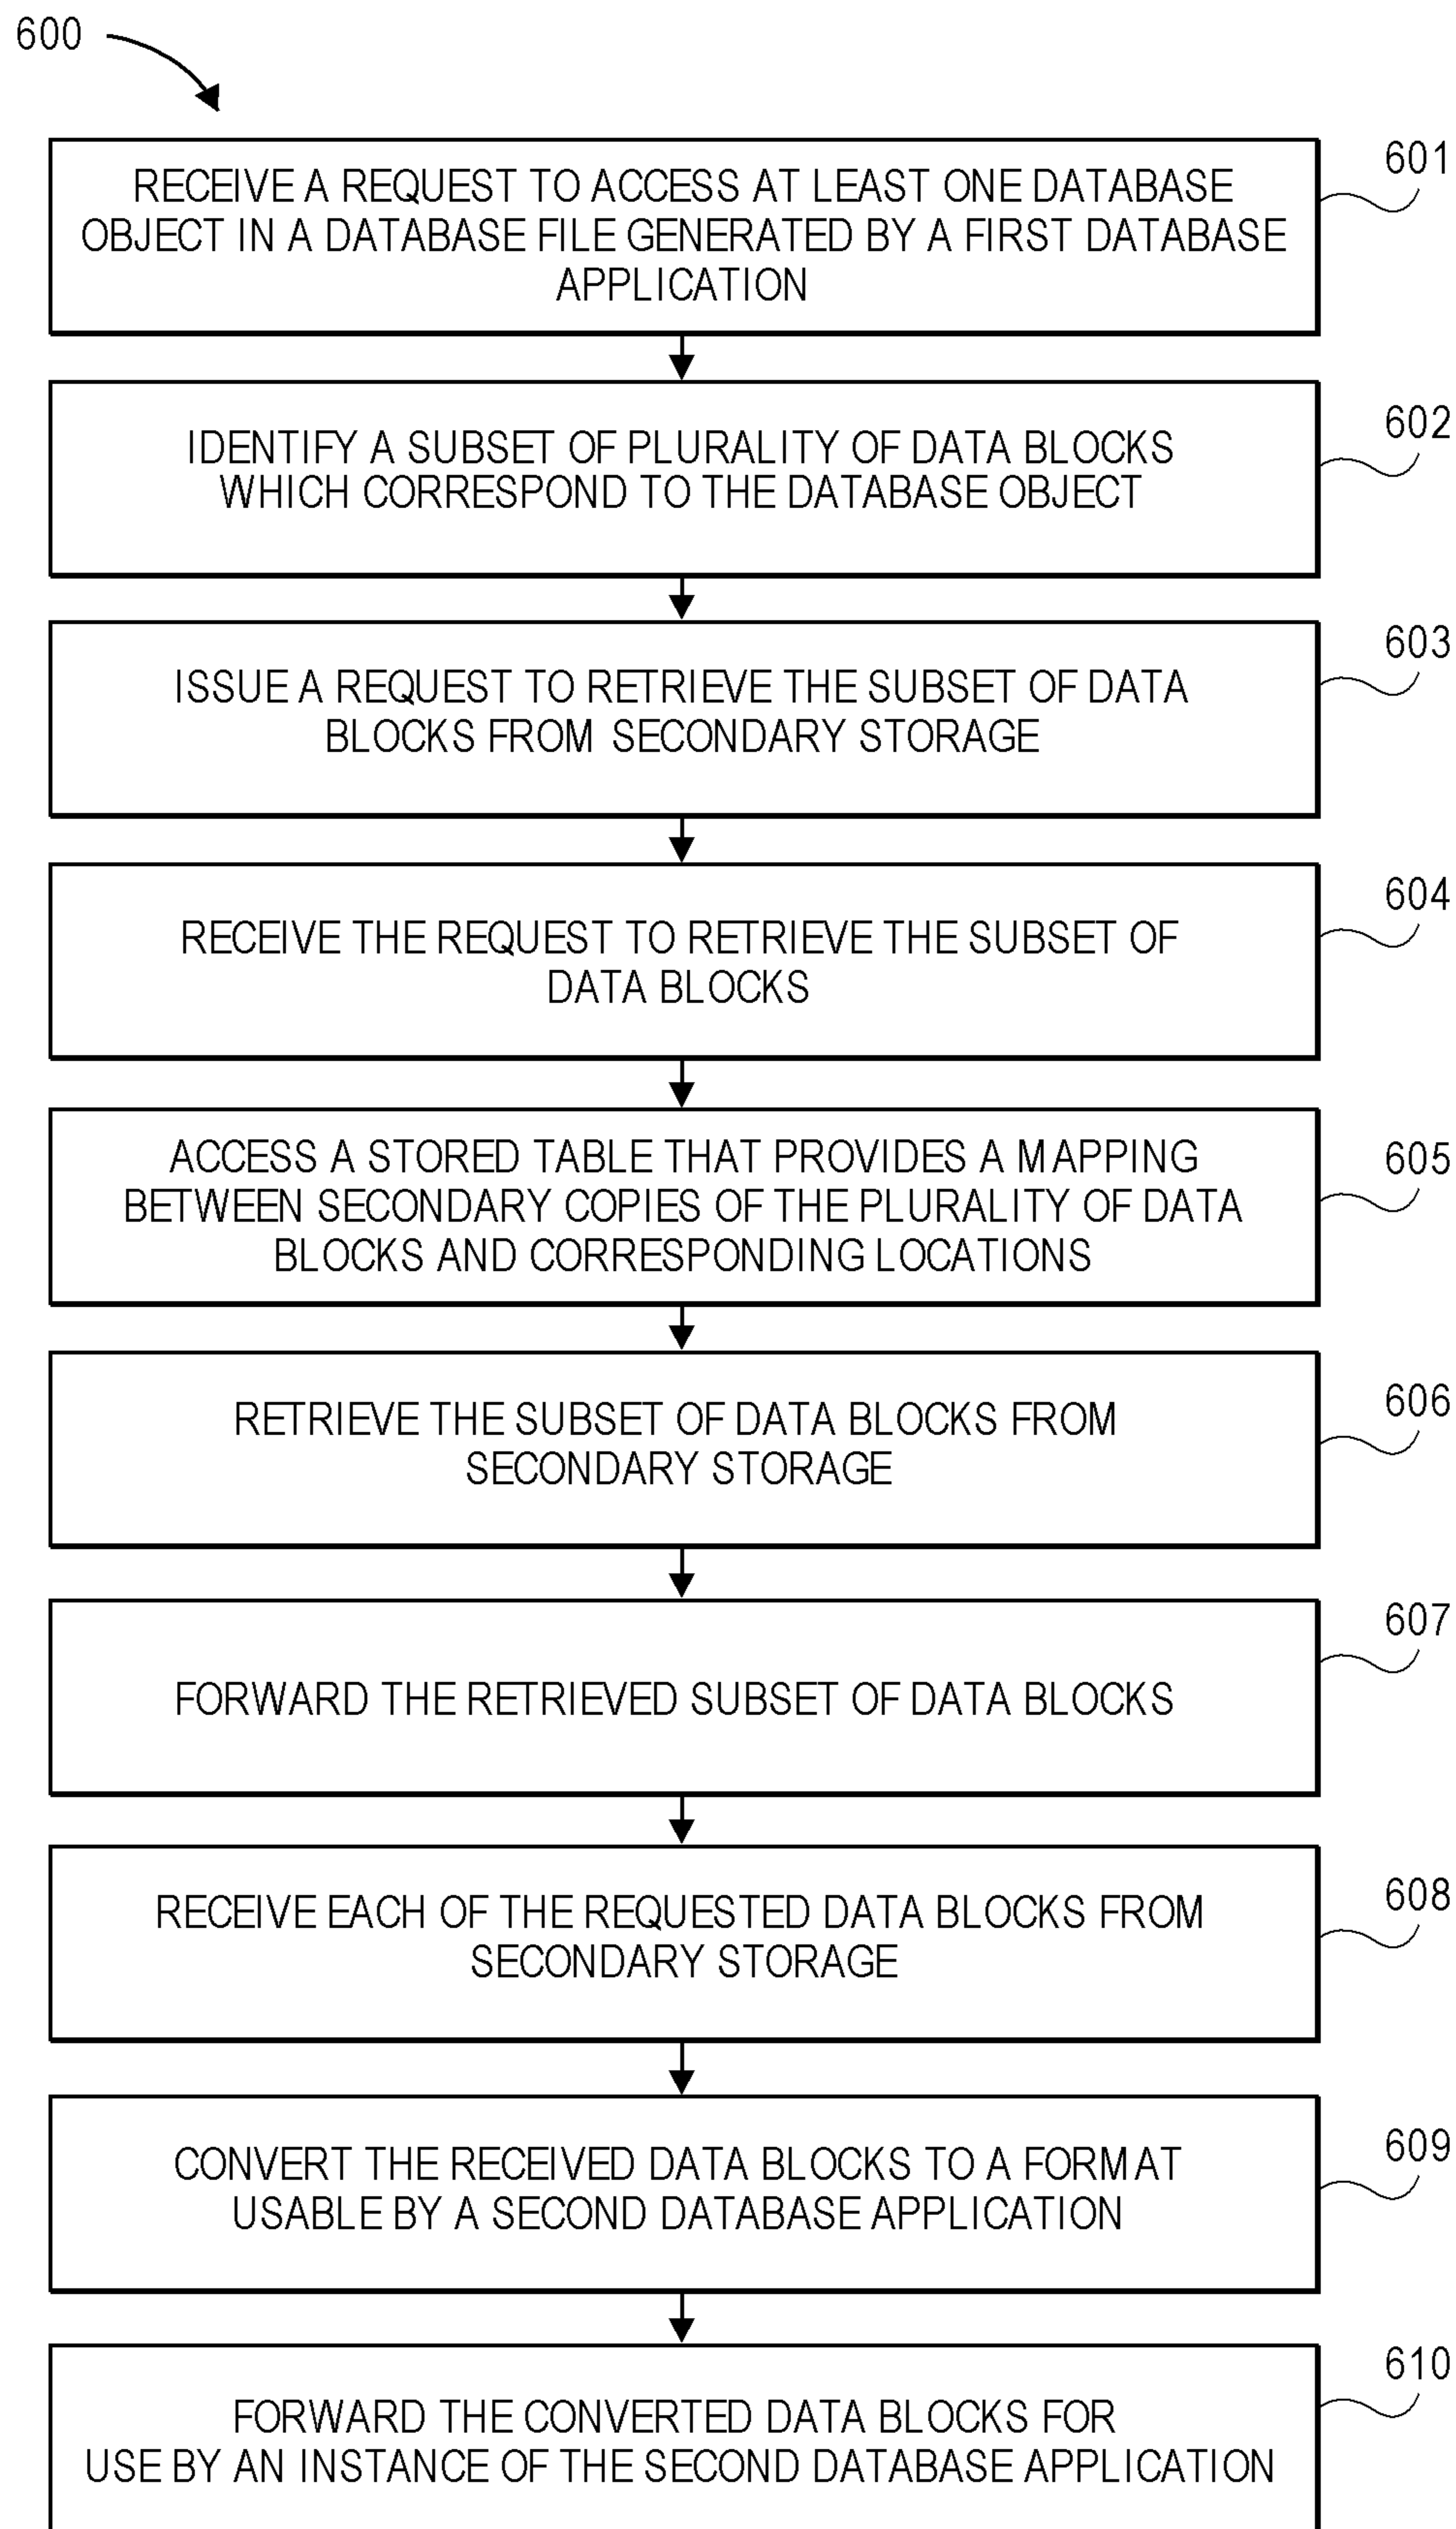 600
601
RECEIVE A REQUEST TO ACCESS AT LEAST ONE DATABASE
OBJECT IN A DATABASE FILE GENERATED BY A FIRST DATABASE
APPLICATION
602
IDENTIFY A SUBSET OF PLURALITY OF DATA BLOCKS
WHICH CORRESPOND TO THE DATABASE OBJECT
603
ISSUE A REQUEST TO RETRIEVE THE SUBSET OF DATA
BLOCKS FROM SECONDARY STORAGE
604
RECEIVE THE REQUEST TO RETRIEVE THE SUBSET OF
DATA BLOCKS
605
ACCESS A STORED TABLE THAT PROVIDES A MAPPING
BETWEEN SECONDARY COPIES OF THE PLURALITY OF DATA
BLOCKS AND CORRESPONDING LOCATIONS
606
RETRIEVE THE SUBSET OF DATA BLOCKS FROM
SECONDARY STORAGE
607
FORWARD THE RETRIEVED SUBSET OF DATA BLOCKS
608
RECEIVE EACH OF THE REQUESTED DATA BLOCKS FROM
SECONDARY STORAGE
609
CONVERT THE RECEIVED DATA BLOCKS TO A FORMAT
USABLE BY A SECOND DATABASE APPLICATION
610
FORWARD THE CONVERTED DATA BLOCKS FOR
USE BY AN INSTANCE OF THE SECOND DATABASE APPLICATION